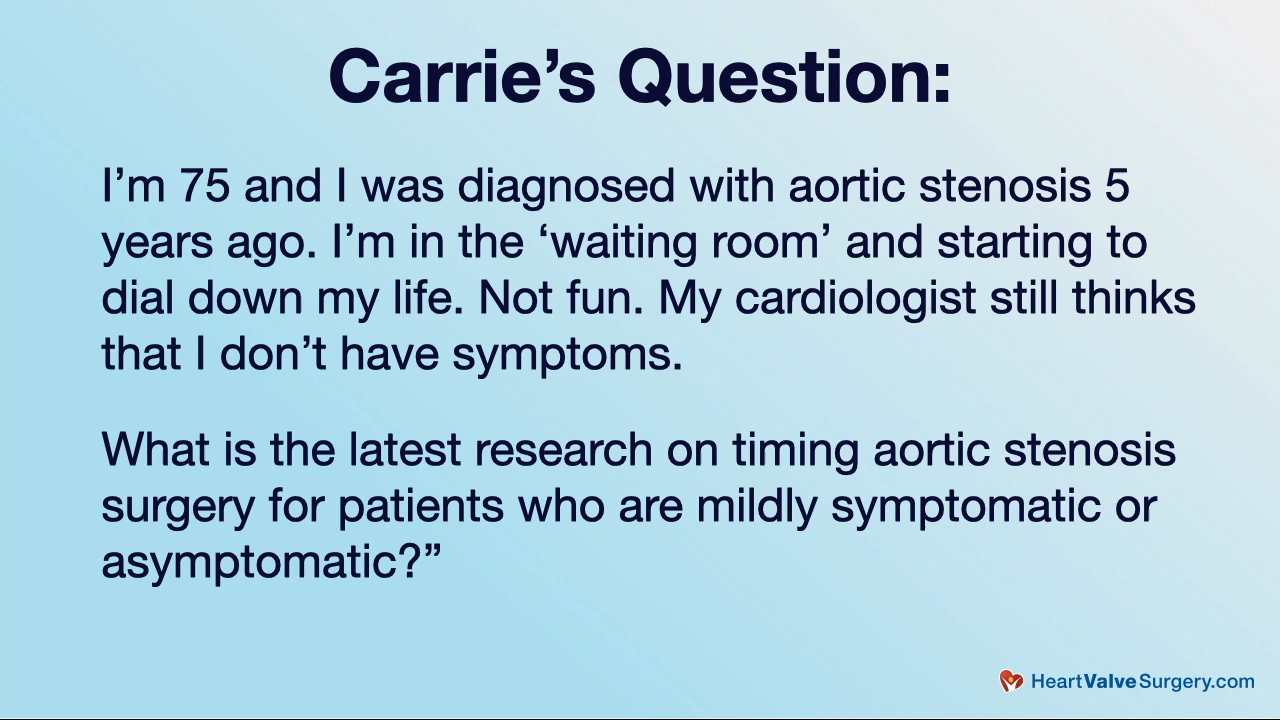 Carrie’s Question:
I’m 75 and I was diagnosed with aortic stenosis 5
years ago. I’m in the ‘waiting room’ and starting to
dial down my life. Not fun. My cardiologist still thinks
that I don’t have symptoms.
What is the latest research on timing aortic stenosis
surgery for patients who are mildly symptomatic or
asymptomatic?”
HeartValveSurgery.com